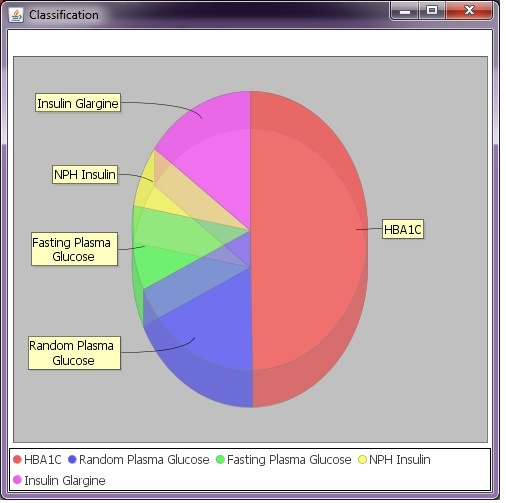 Classification
Insulin Glargine
NPH Insulin
HBA1C
Fasting Plasma
Glucose
Random Plasma
Glucose
HBA1C Random Plasma Glucose Fasting Plasma Glucose NPH Insulin
Insulin Glargine